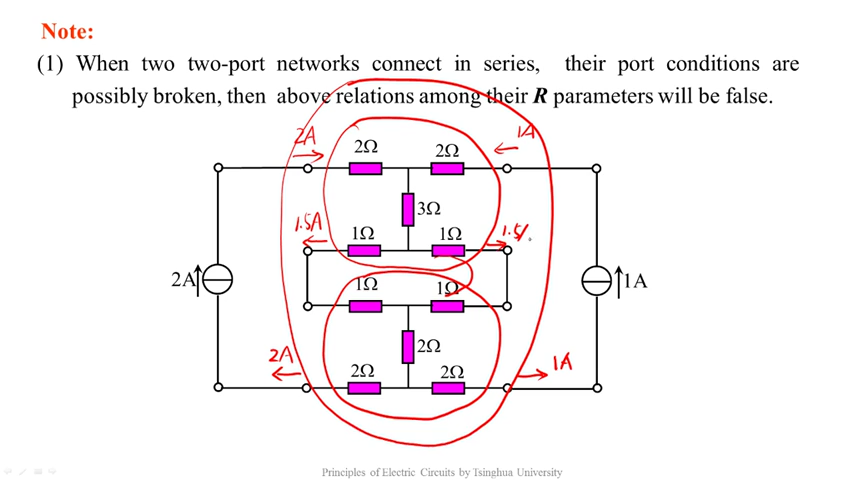 Note:
(1) When two two-port networks connect in series, their port conditions are
possibly broken, then above relations among their R parameters will be false.
2A 1A
2Ω 2Ω
3Ω
1.5A 1Ω 1Ω 1.5A
2A 1A
1Ω 1Ω
2Ω
2A 2Ω 2Ω 1A
Principles of Electric Circuits by Tsinghua University